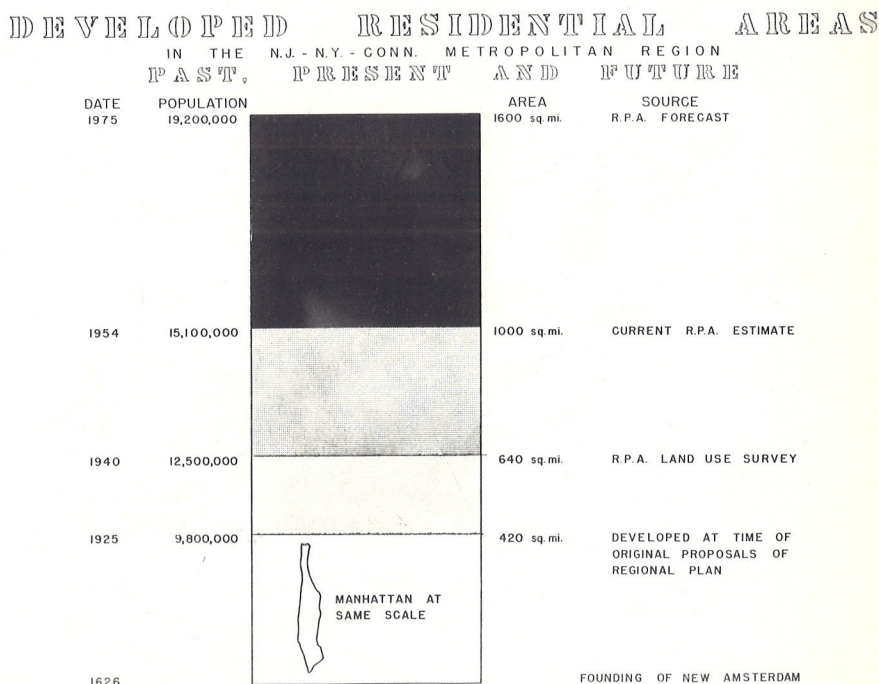 DEVELOPED RESIDENTIAL AREAS
IN THE N.J. - N.Y. - CONN. METROPOLITAN REGION
PAST, PRESENT AND FUTURE
DATE POPULATION AREA SOURCE
1975 19,200,000 1600 sq. mi. R.P.A. FORECAST
1954 15,100,000 1000 sq. mi. CURRENT R.P.A. ESTIMATE
1940 12,500,000 640 sq. mi. R.P.A. LAND USE SURVEY
1925 9,800,000 420 sq. mi. DEVELOPED AT TIME OF
ORIGINAL PROPOSALS OF
REGIONAL PLAN
MANHATTAN AT
SAME SCALE
1626 FOUNDING OF NEW AMSTERDAM